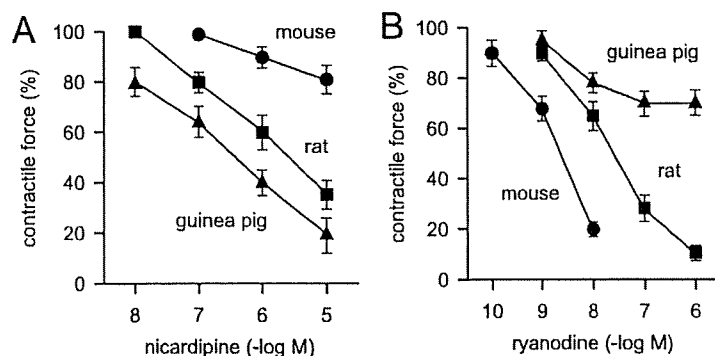 A
contractile force (%)
100
80
60
40
20
0
mouse
rat
guinea pig
8 7 6 5
nicardipine (-log M)
B
contractile force (%)
100
80
60
40
20
0
guinea pig
rat
mouse
10 9 8 7 6
ryanodine (-log M)